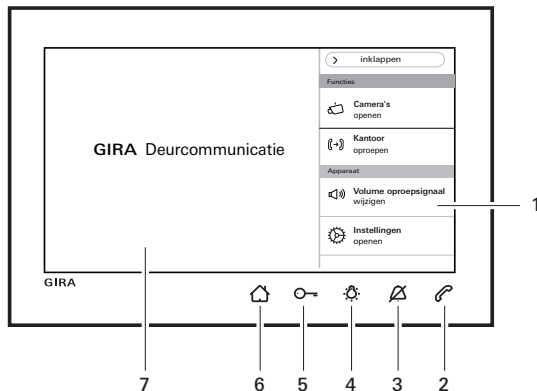 inklappen
Functies
Camera's
openen
Kantoor
oproepen
GIRA Deurcommunicatie
Apparaat
Volume oproepsignaal
wijzigen
1
Instellingen
openen
GIRA
7 6 5 4 3 2